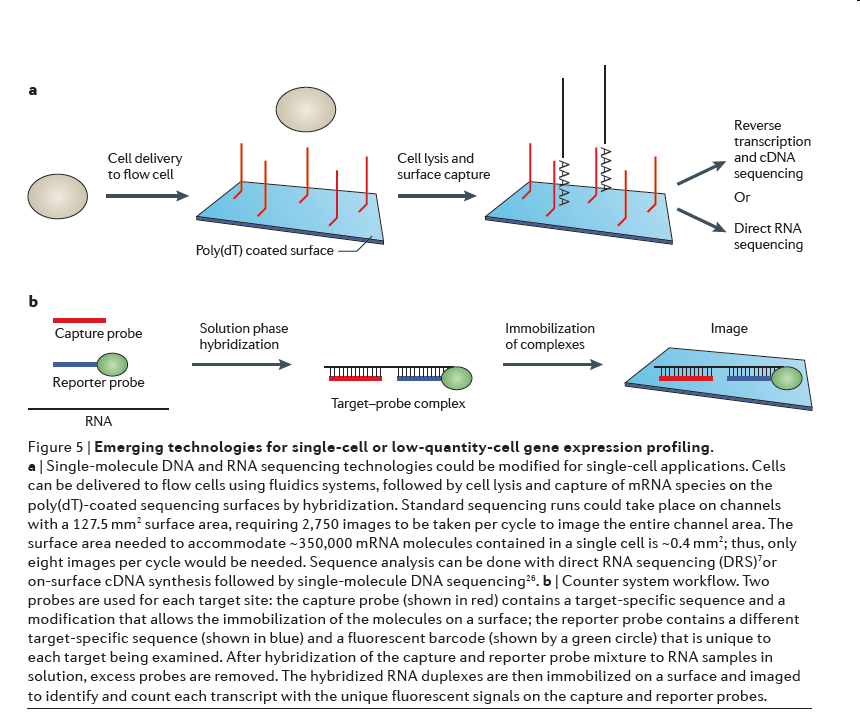 a
Cell delivery
to flow cell
Poly(dT) coated surface
Cell lysis and
surface capture
Reverse
transcription
and cDNA
sequencing
Or
Direct RNA
sequencing
b
Capture probe
Reporter probe
RNA
Solution phase
hybridization
Target–probe complex
Immobilization
of complexes
Image
Figure 5 | Emerging technologies for single-cell or low-quantity-cell gene expression profiling.
a | Single-molecule DNA and RNA sequencing technologies could be modified for single-cell applications. Cells
can be delivered to flow cells using fluidics systems, followed by cell lysis and capture of mRNA species on the
poly(dT)-coated sequencing surfaces by hybridization. Standard sequencing runs could take place on channels
with a 127.5 mm² surface area, requiring 2,750 images to be taken per cycle to image the entire channel area. The
surface area needed to accommodate ~350,000 mRNA molecules contained in a single cell is ~0.4 mm²; thus, only
eight images per cycle would be needed. Sequence analysis can be done with direct RNA sequencing (DRS)⁷or
on-surface cDNA synthesis followed by single-molecule DNA sequencing²⁶. b | Counter system workflow. Two
probes are used for each target site: the capture probe (shown in red) contains a target-specific sequence and a
modification that allows the immobilization of the molecules on a surface; the reporter probe contains a different
target-specific sequence (shown in blue) and a fluorescent barcode (shown by a green circle) that is unique to
each target being examined. After hybridization of the capture and reporter probe mixture to RNA samples in
solution, excess probes are removed. The hybridized RNA duplexes are then immobilized on a surface and imaged
to identify and count each transcript with the unique fluorescent signals on the capture and reporter probes.